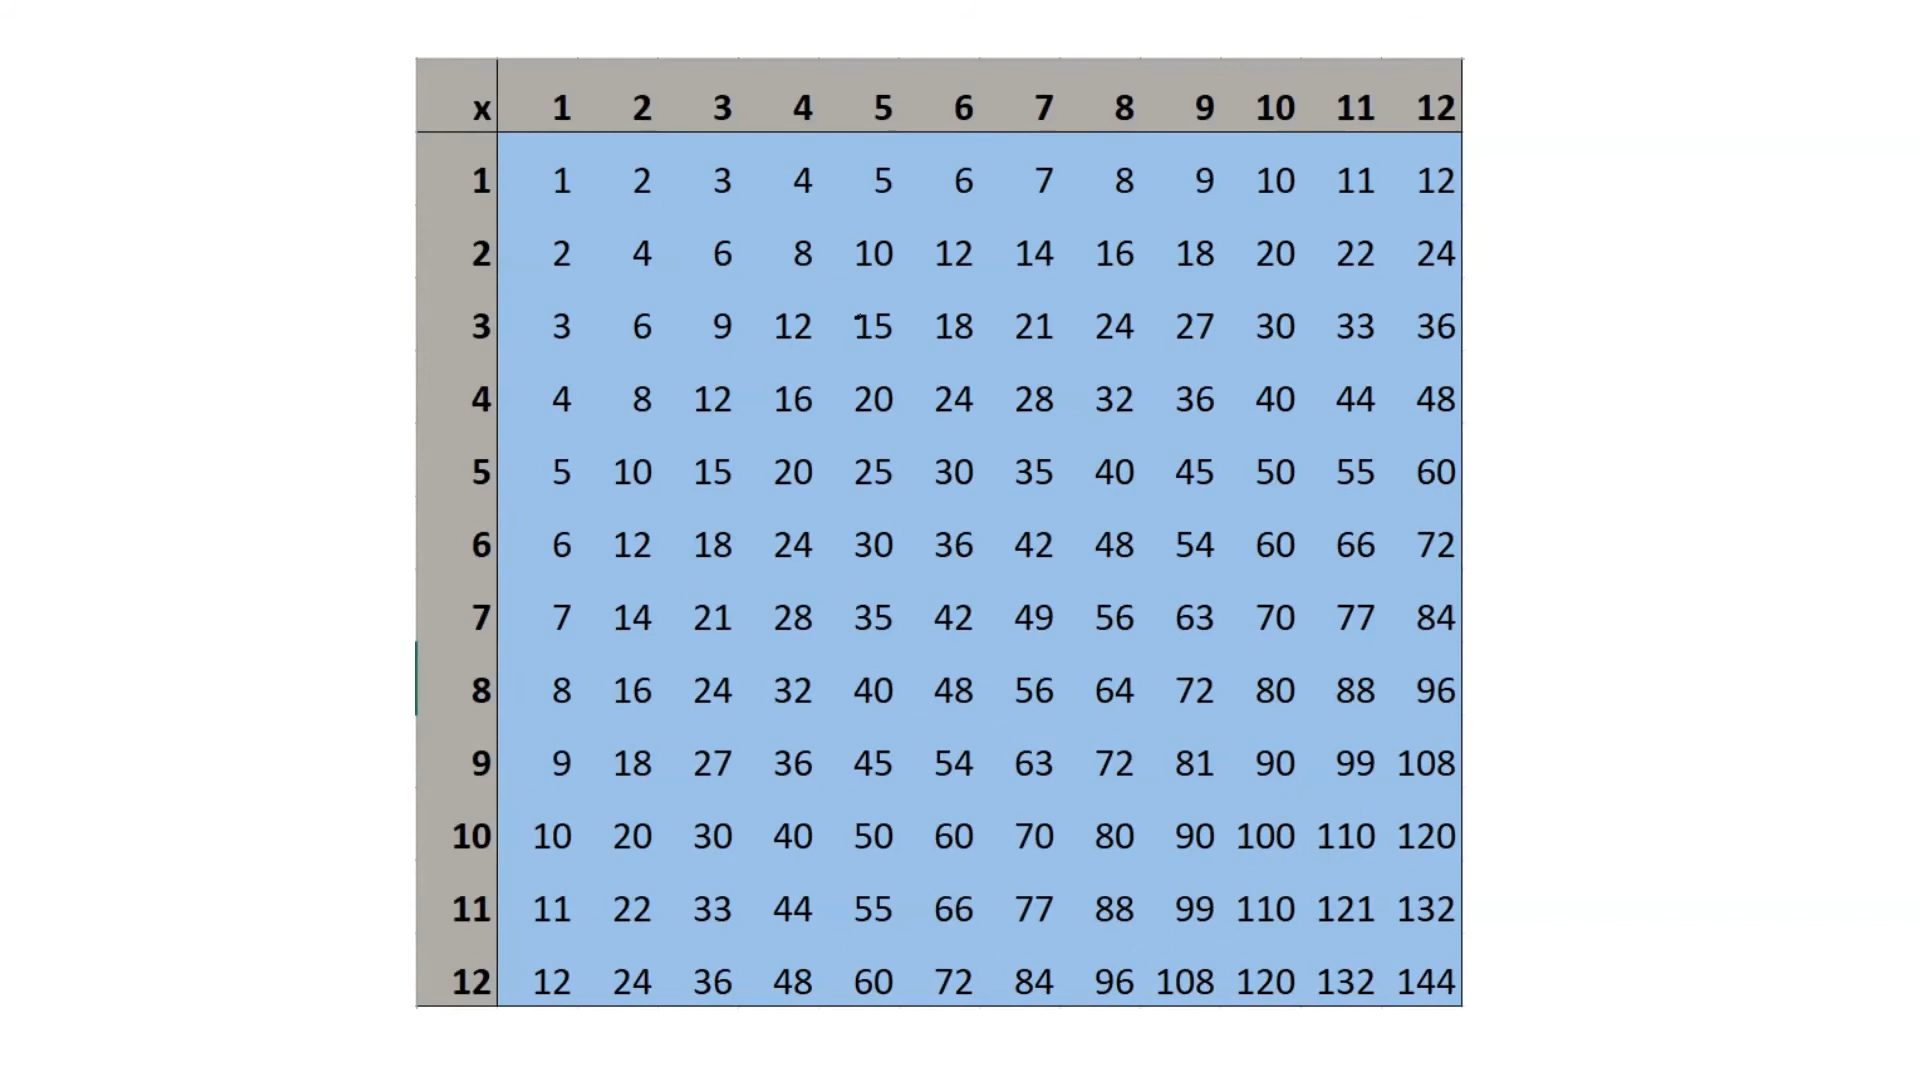 x 1 2 3 4 5 6 7 8 9 10 11 12
1 1 2 3 4 5 6 7 8 9 10 11 12
2 2 4 6 8 10 12 14 16 18 20 22 24
3 3 6 9 12 15 18 21 24 27 30 33 36
4 4 8 12 16 20 24 28 32 36 40 44 48
5 5 10 15 20 25 30 35 40 45 50 55 60
6 6 12 18 24 30 36 42 48 54 60 66 72
7 7 14 21 28 35 42 49 56 63 70 77 84
8 8 16 24 32 40 48 56 64 72 80 88 96
9 9 18 27 36 45 54 63 72 81 90 99 108
10 10 20 30 40 50 60 70 80 90 100 110 120
11 11 22 33 44 55 66 77 88 99 110 121 132
12 12 24 36 48 60 72 84 96 108 120 132 144